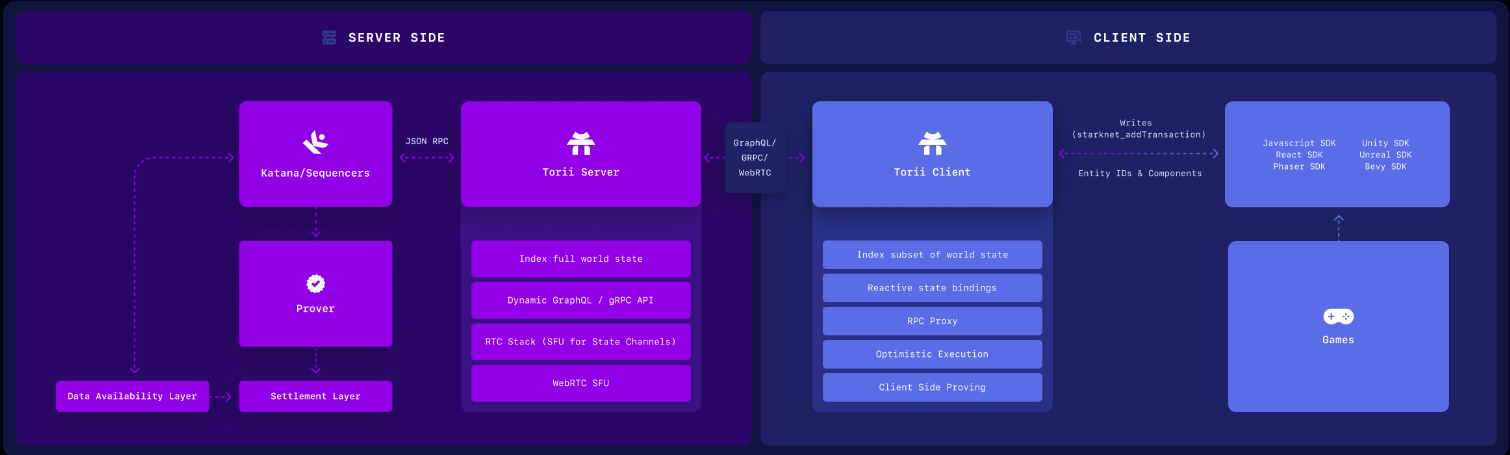 SERVER SIDE
CLIENT SIDE
Katana/Sequencers
JSON RPC
Torii Server
GraphQL/
GRPC/
WebRTC
Torii Client
Writes
(starknet_addTransaction)
Entity IDs & Components
Javascript SDK
React SDK
Phaser SDK
Unity SDK
Unreal SDK
Bevy SDK
Prover
Data Availability Layer
Settlement Layer
Index full world state
Dynamic GraphQL / gRPC API
RTC Stack (SFU for State Channels)
WebRTC SFU
Index subset of world state
Reactive state bindings
RPC Proxy
Optimistic Execution
Client Side Proving
Games